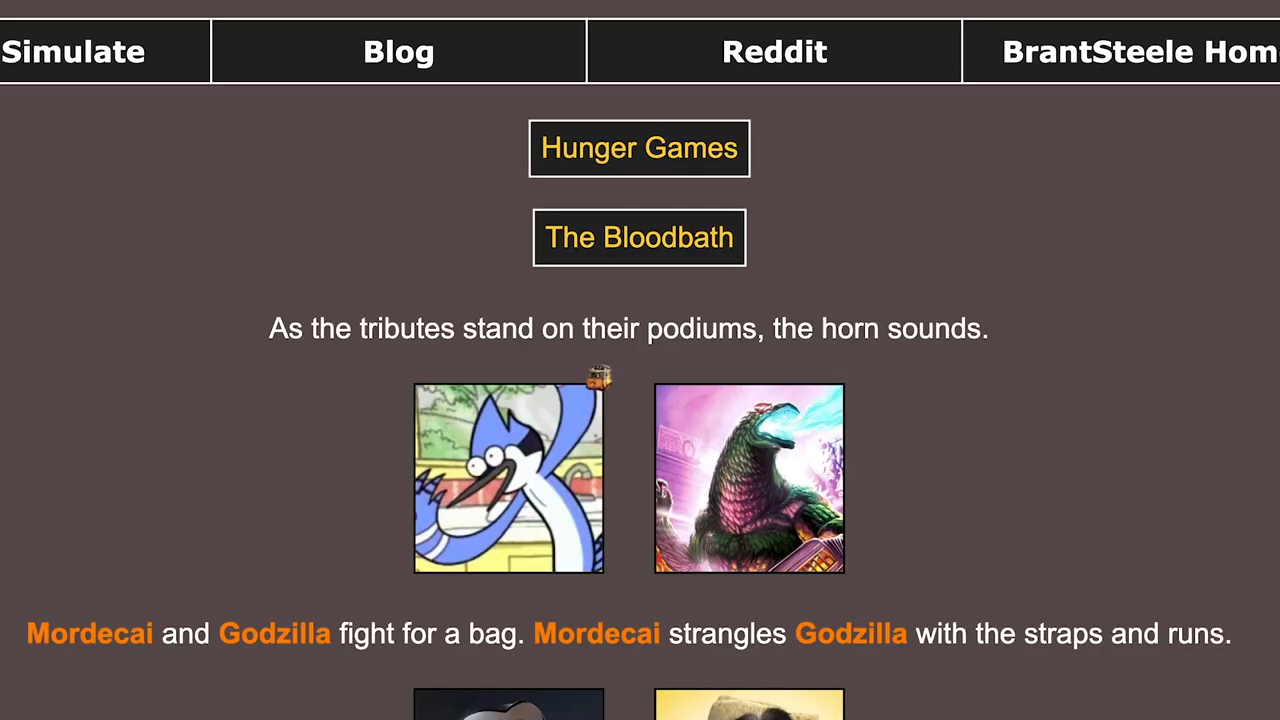 Simulate
Blog
Reddit
BrantSteele Hom
Hunger Games
The Bloodbath
As the tributes stand on their podiums, the horn sounds.
Mordecai and Godzilla fight for a bag. Mordecai strangles Godzilla with the straps and runs.